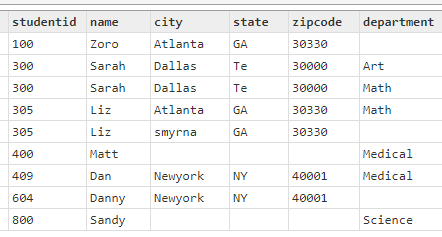 studentid name city state zipcode department
100 Zoro Atlanta GA 30330
300 Sarah Dallas Te 30000 Art
300 Sarah Dallas Te 30000 Math
305 Liz Atlanta GA 30330 Math
305 Liz smyrna GA 30330
400 Matt Medical
409 Dan Newyork NY 40001 Medical
604 Danny Newyork NY 40001
800 Sandy Science